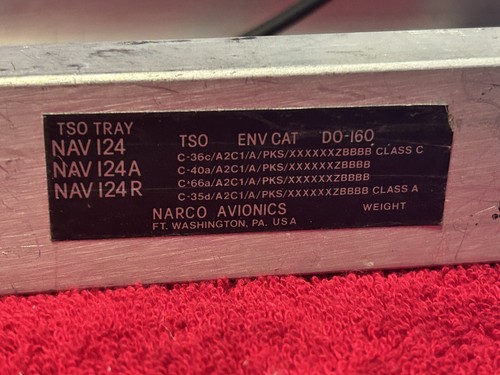 TSO TRAY
NAV 124
NAV 124A
NAV 124R
TSO ENV CAT DO-160
C-36c/A2C1/A/PKS/XXXXXXZBBBB CLASS C
C-40a/A2C1/A/PKS/XXXXXXZBBBB
C-66a/A2C1/A/PKS/XXXXXXZBBBB
C-35d/A2C1/A/PKS/XXXXXXZBBBB CLASS A
NARCO AVIONICS WEIGHT
FT. WASHINGTON, PA. USA